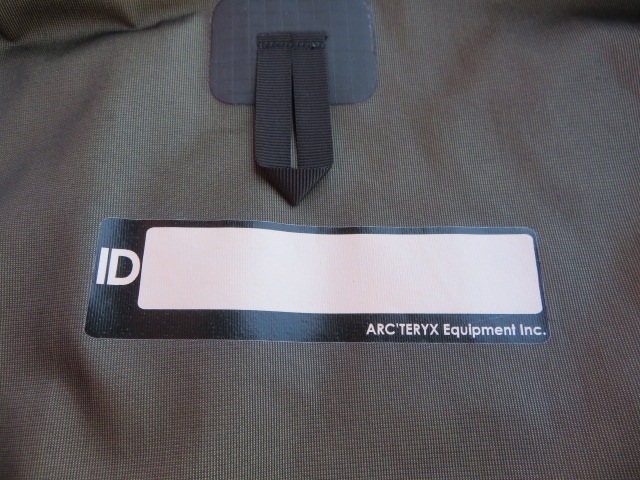 ID
ARC'TERYX Equipment Inc.